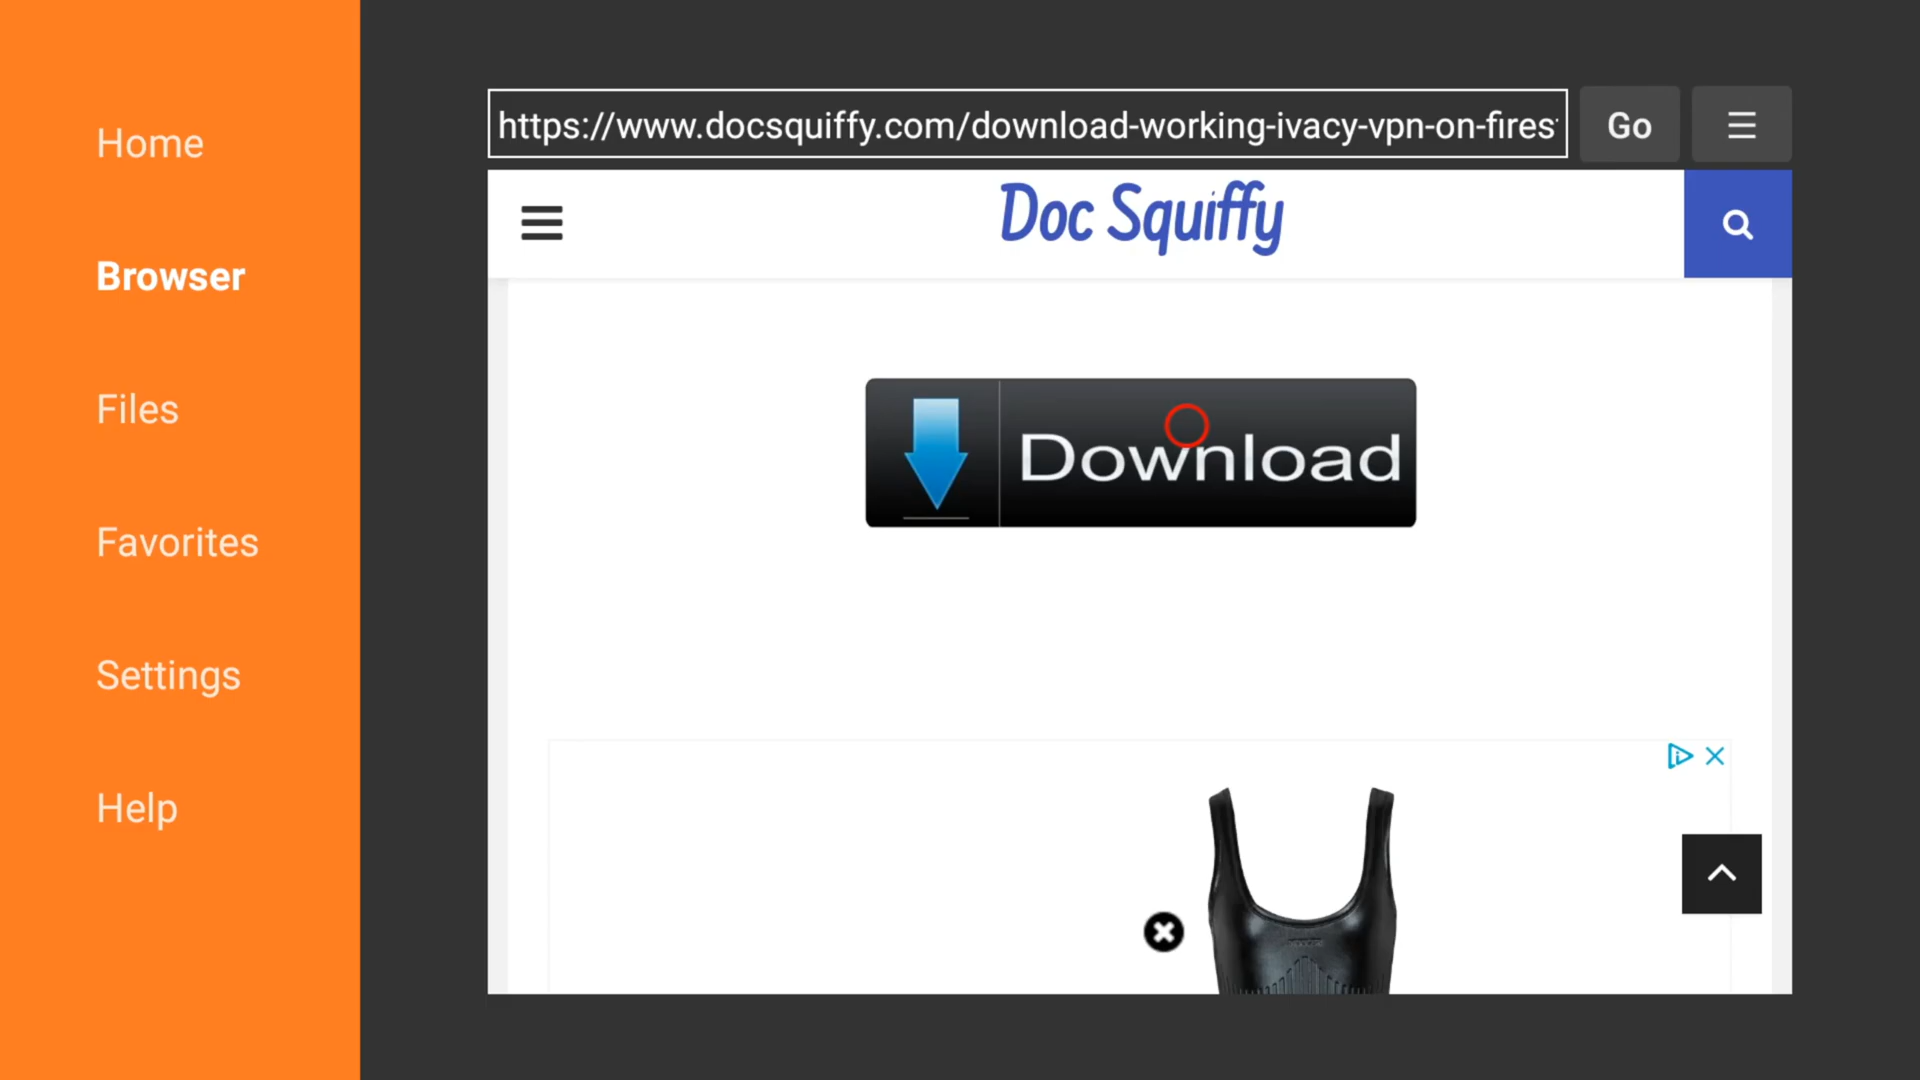 Home
Browser
Files
Favorites
Settings
Help
https://www.docsquiffy.com/download-working-ivacy-vpn-on-fires
Go
Doc Squiffy
Download